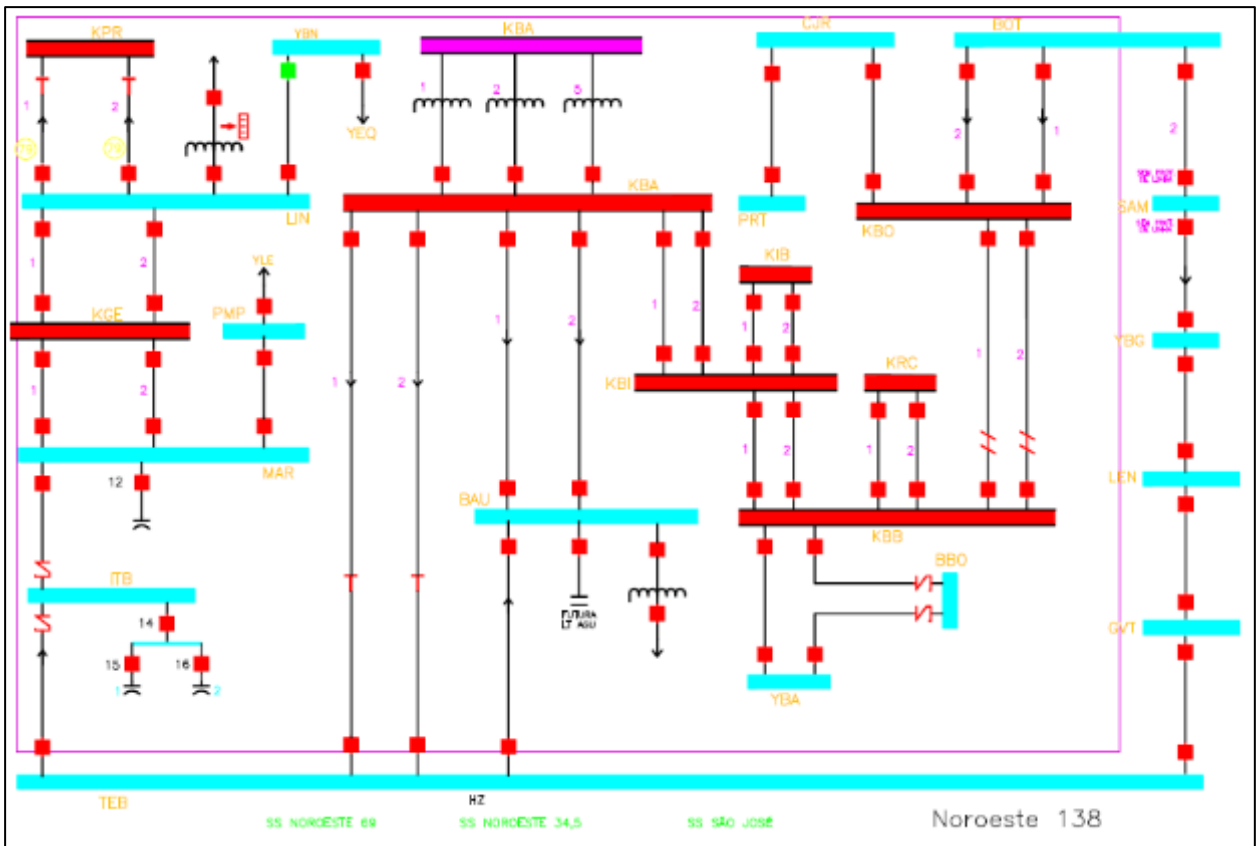 KPR
YBN
KBA
CJR
BOT
1
2
1
2
5
YEQ
2
1
2
79
79
LIN
KBA
PRT
KBO
SAM
1
2
YLE
KIB
KGE
PMP
1
2
1
2
1
2
1
2
YBG
1
2
1
2
KBI
KRC
1
2
1
2
MAR
12
BAU
LEN
KBB
ITB
BBO
14
FUTURA
LT AGU
15
16
1
2
GVT
YBA
TEB
HZ
SS NOROESTE 69
SS NOROESTE 34,5
SS SÃO JOSÉ
Noroeste 138